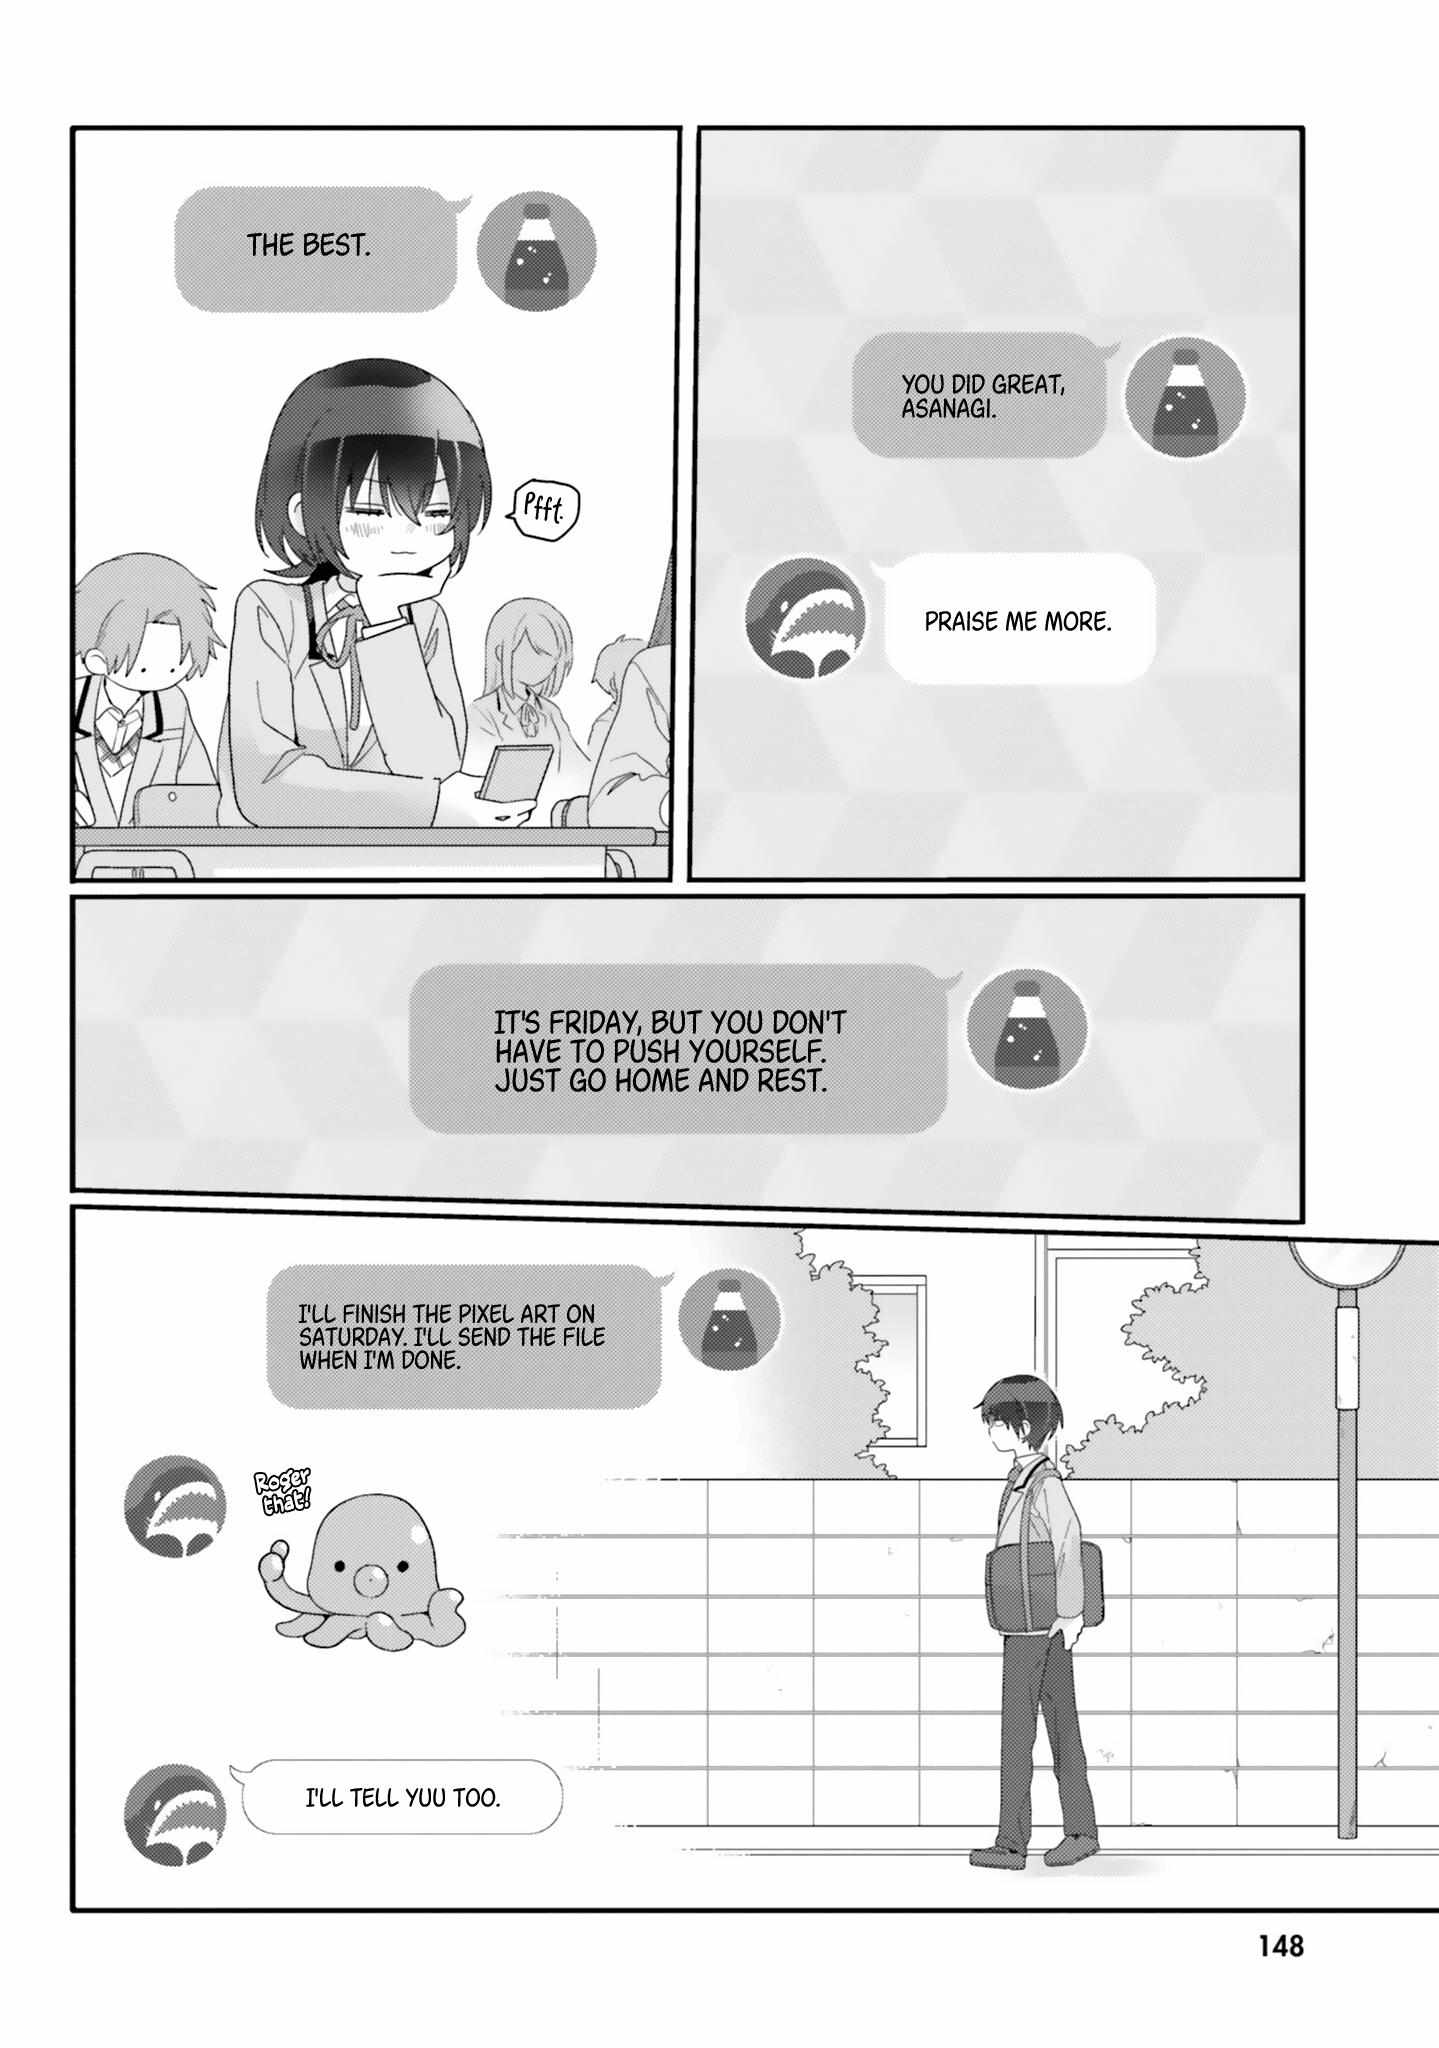 YOU DID GREAT,
ASANAGI.
PRAISE ME MORE.
THE BEST.
Pfft.
IT'S FRIDAY, BUT YOU DON'T
HAVE TO PUSH YOURSELF.
JUST GO HOME AND REST.
I'LL FINISH THE PIXEL ART ON
SATURDAY. I'LL SEND THE FILE
WHEN I'M DONE.
Roger
that!
I'LL TELL YUU TOO.
148